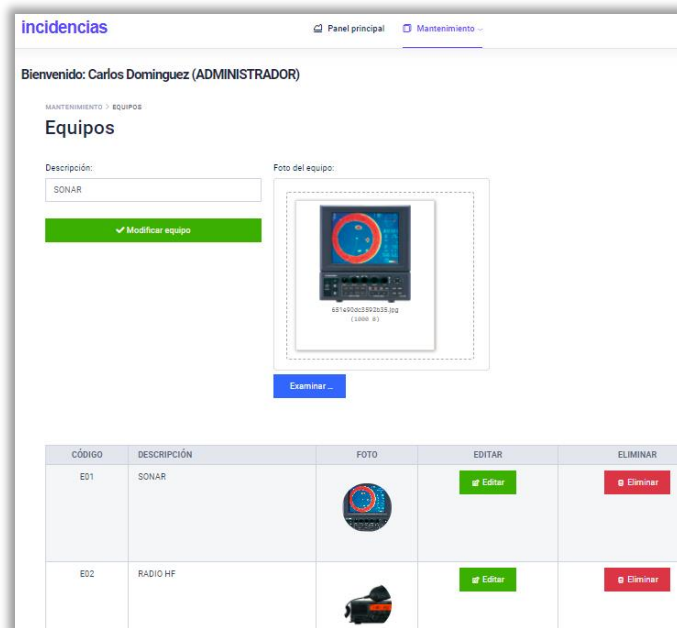 incidencias
Panel principal Mantenimiento
Bienvenido: Carlos Dominguez (ADMINISTRADOR)
MANTENIMIENTO > EQUIPOS
Equipos
Descripción: Foto del equipo:
SONAR
Modificar equipo
(1000 B)
Examinar ...
CÓDIGO DESCRIPCIÓN FOTO EDITAR ELIMINAR
E01 SONAR Editar Eliminar
E02 RADIO HF Editar Eliminar